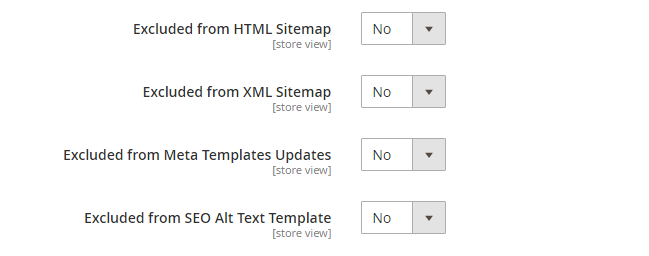 Excluded from HTML Sitemap No
[store view]
Excluded from XML Sitemap No
[store view]
Excluded from Meta Templates Updates No
[store view]
Excluded from SEO Alt Text Template No
[store view]